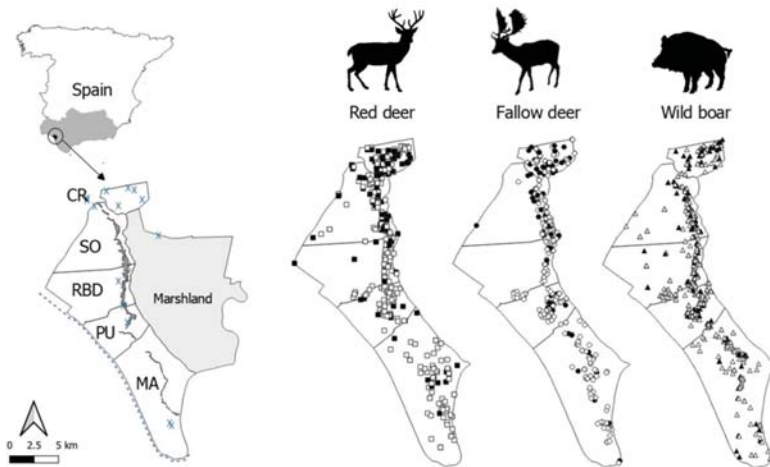 Spain
Red deer
Fallow deer
Wild boar
CR
SO
RBD
Marshland
PU
MA
0 2.5 5 km